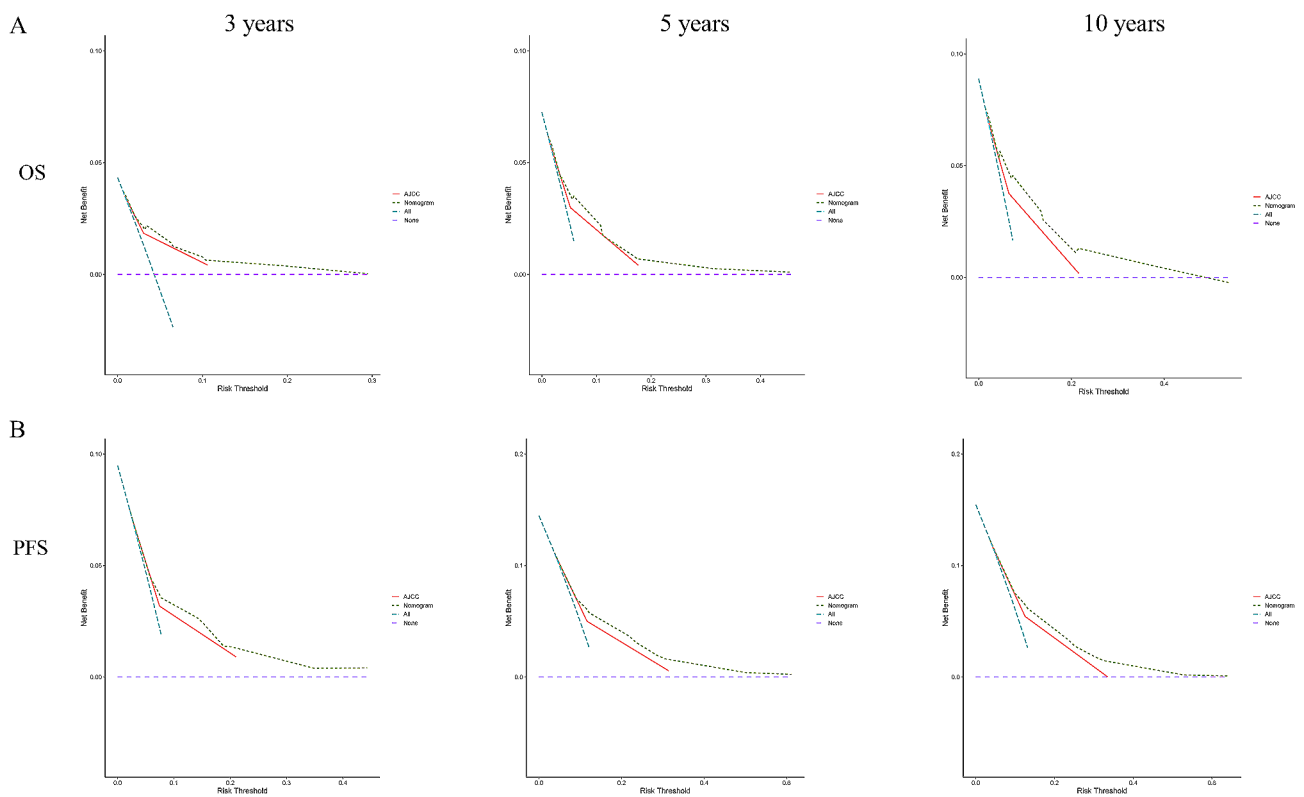 A
3 years
5 years
10 years
OS
Net Benefit
0.10
0.05
0.00
0.0
0.1
0.2
0.3
Risk Threshold
AJCC
Nomogram
All
None
Net Benefit
0.10
0.05
0.00
0.0
0.1
0.2
0.3
0.4
Risk Threshold
AJCC
Nomogram
All
None
Net Benefit
0.10
0.05
0.00
0.0
0.2
0.4
Risk Threshold
AJCC
Nomogram
All
None
B
PFS
Net Benefit
0.10
0.05
0.00
0.0
0.1
0.2
0.3
0.4
Risk Threshold
AJCC
Nomogram
All
None
Net Benefit
0.2
0.1
0.0
0.0
0.2
0.4
0.6
Risk Threshold
AJCC
Nomogram
All
None
Net Benefit
0.2
0.1
0.0
0.0
0.2
0.4
0.6
Risk Threshold
AJCC
Nomogram
All
None